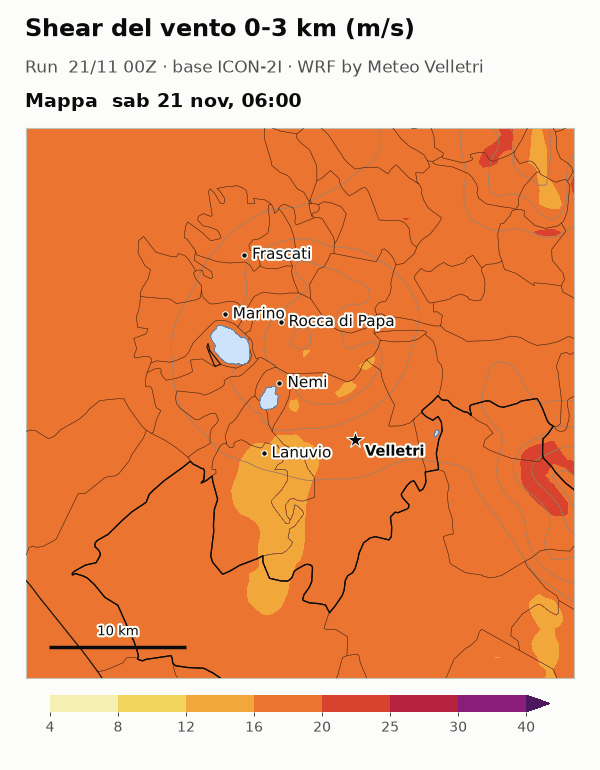 Shear del vento 0-3 km (m/s)
Run  21/11 00Z · base ICON-2I · WRF by Meteo Velletri
Mappa  sab 21 nov, 06:00
Frascati
Marino
Rocca di Papa
Nemi
Velletri
Lanuvio
10 km
4 8 12 16 20 25 30 40